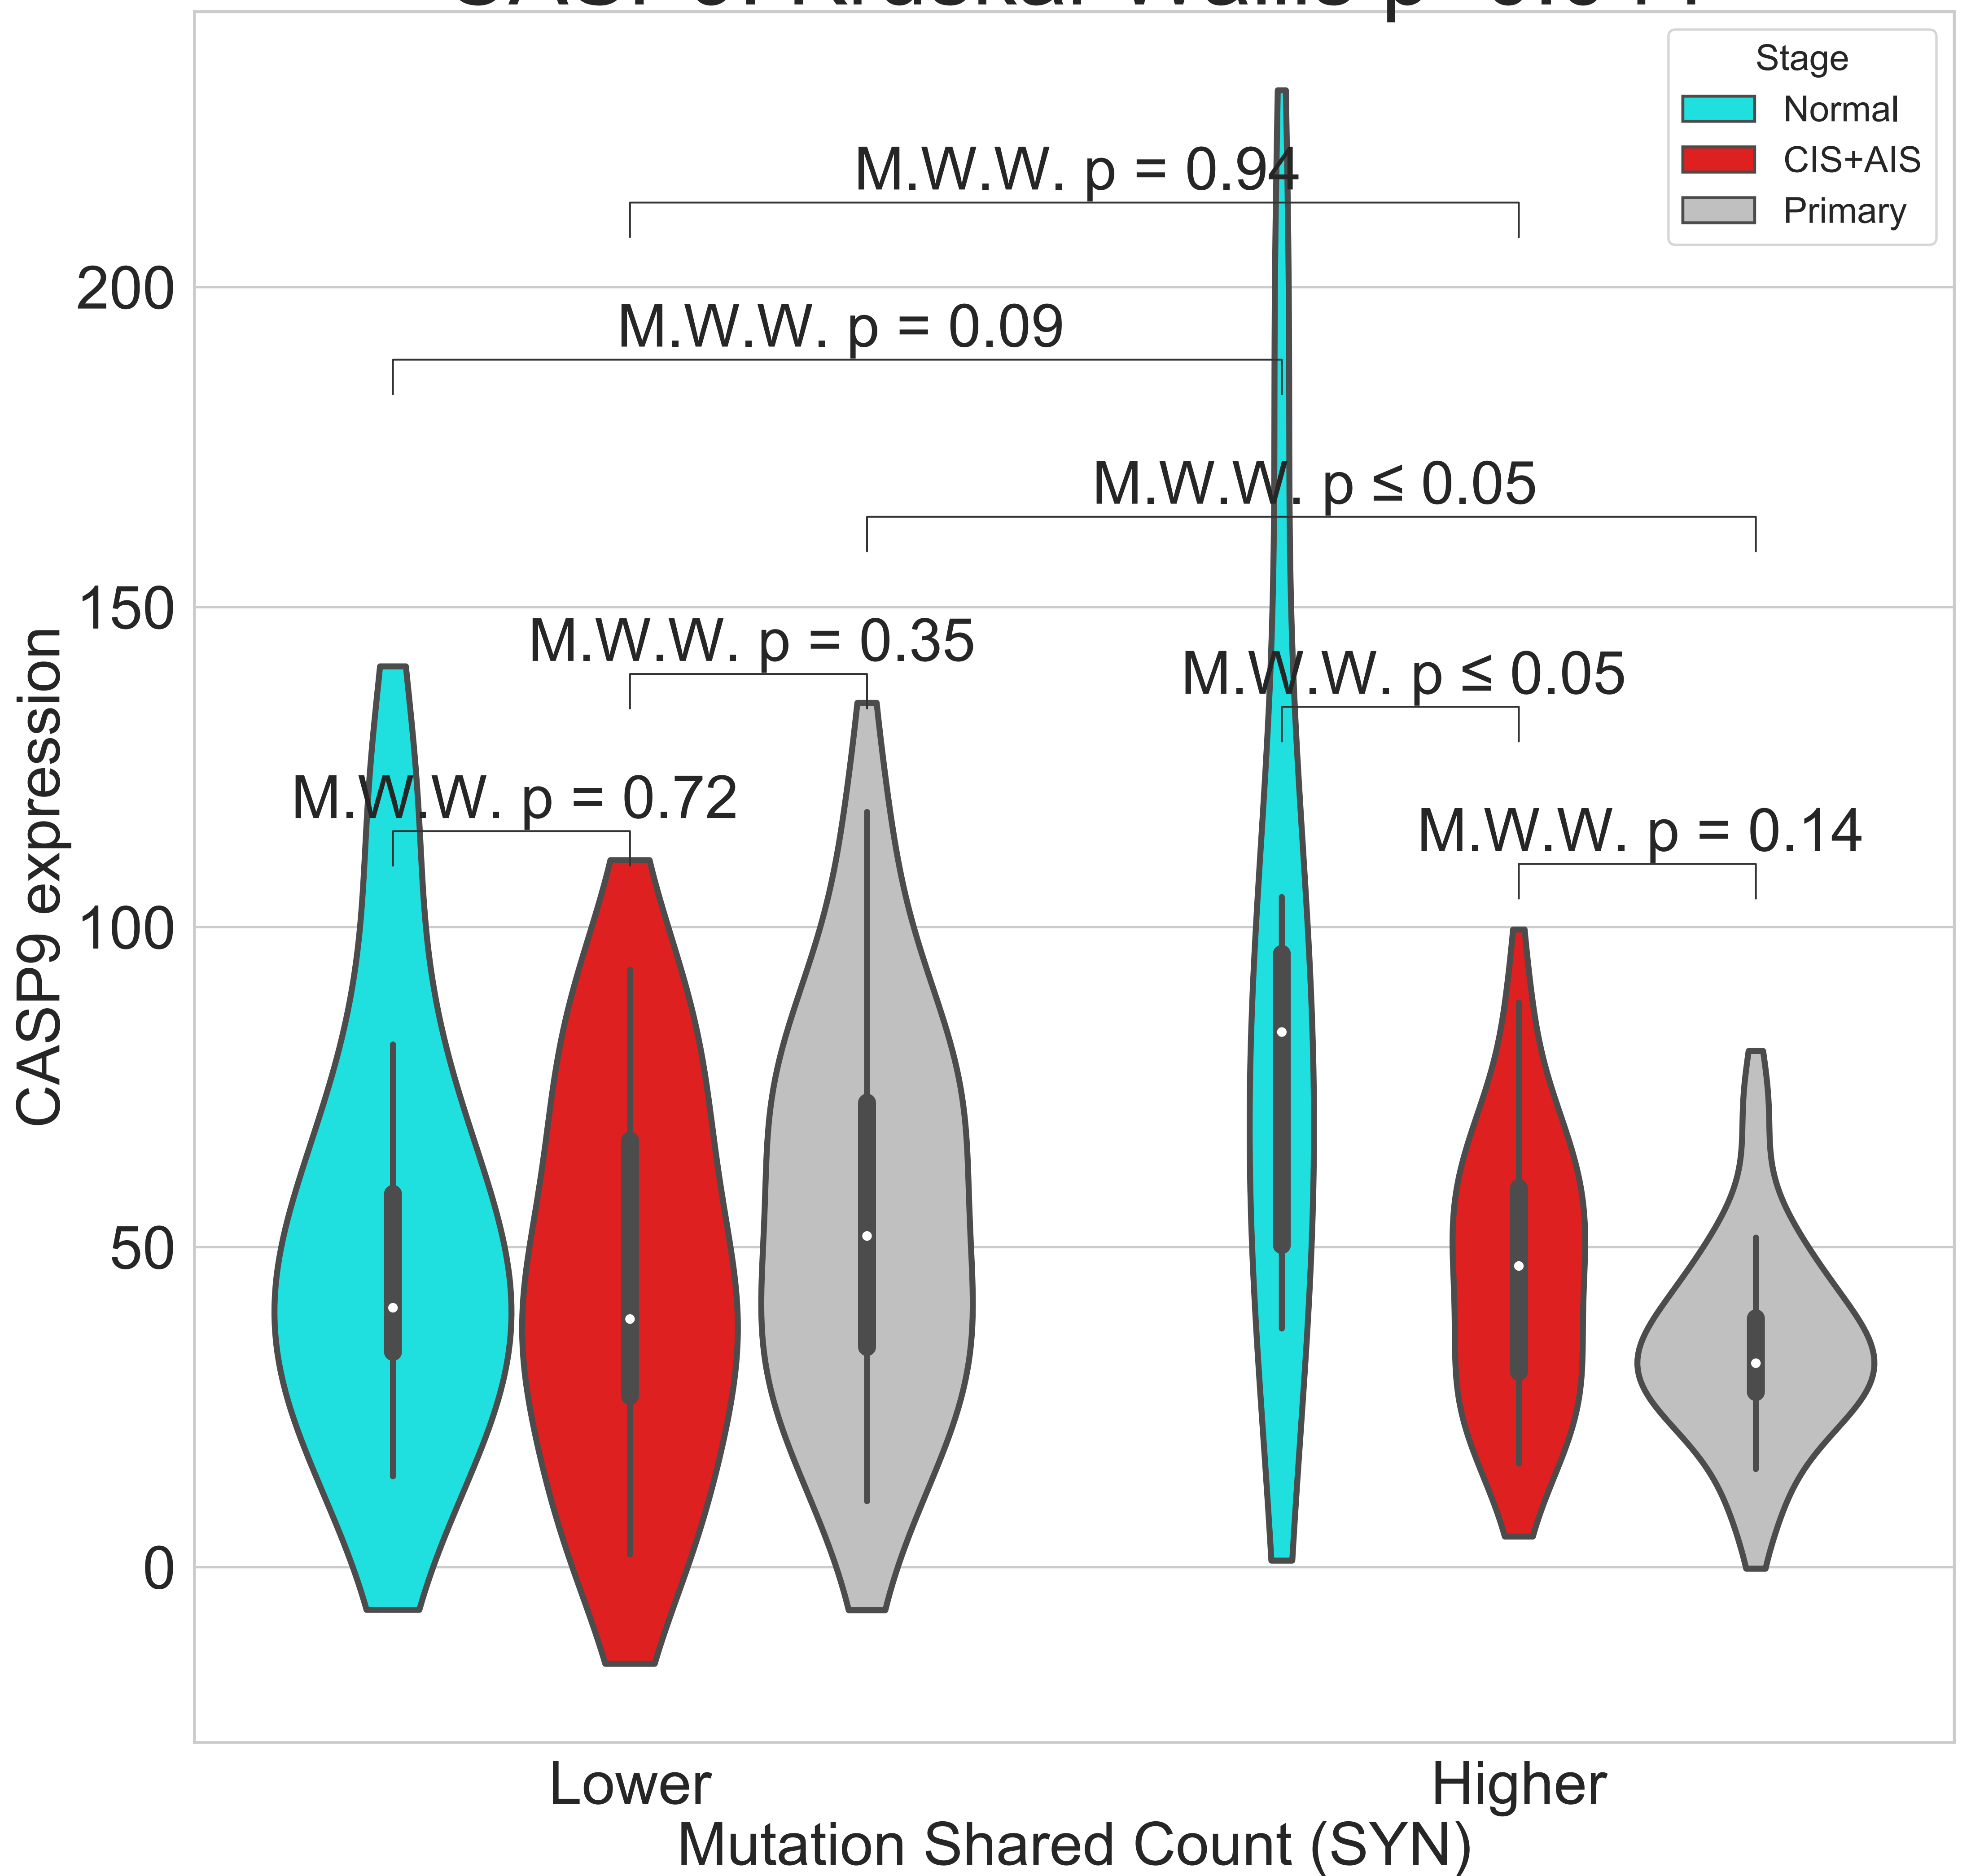 Stage
Normal
CIS+AIS
Primary
M.W.W. p = 0.94
M.W.W. p = 0.09
M.W.W. p ≤ 0.05
M.W.W. p = 0.35
M.W.W. p ≤ 0.05
M.W.W. p = 0.72
M.W.W. p = 0.14
CASP9 expression
200
150
100
50
0
Lower
Higher
Mutation Shared Count (SYN)